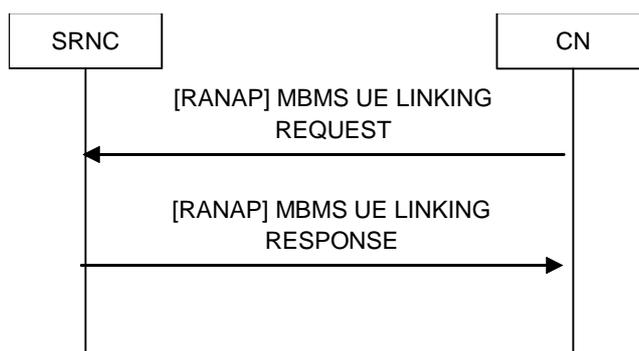 SRNC
CN
[RANAP] MBMS UE LINKING
REQUEST
[RANAP] MBMS UE LINKING
RESPONSE